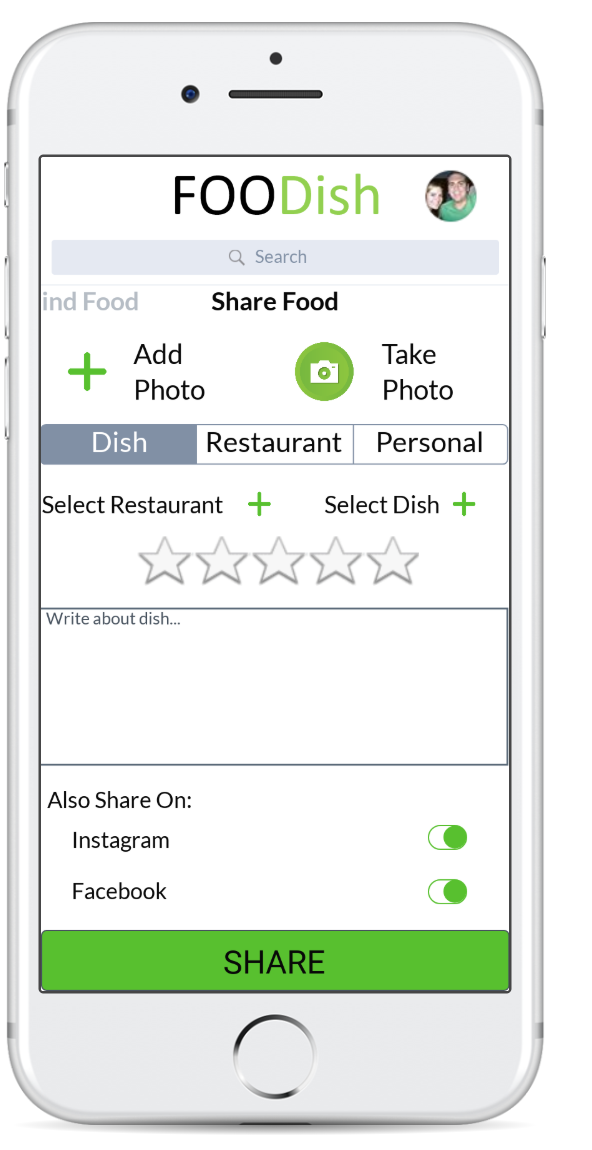 FOODish
Search
ind Food Share Food
Add Photo
Take Photo
Dish Restaurant Personal
Select Restaurant Select Dish
Write about dish...
Also Share On:
Instagram
Facebook
SHARE